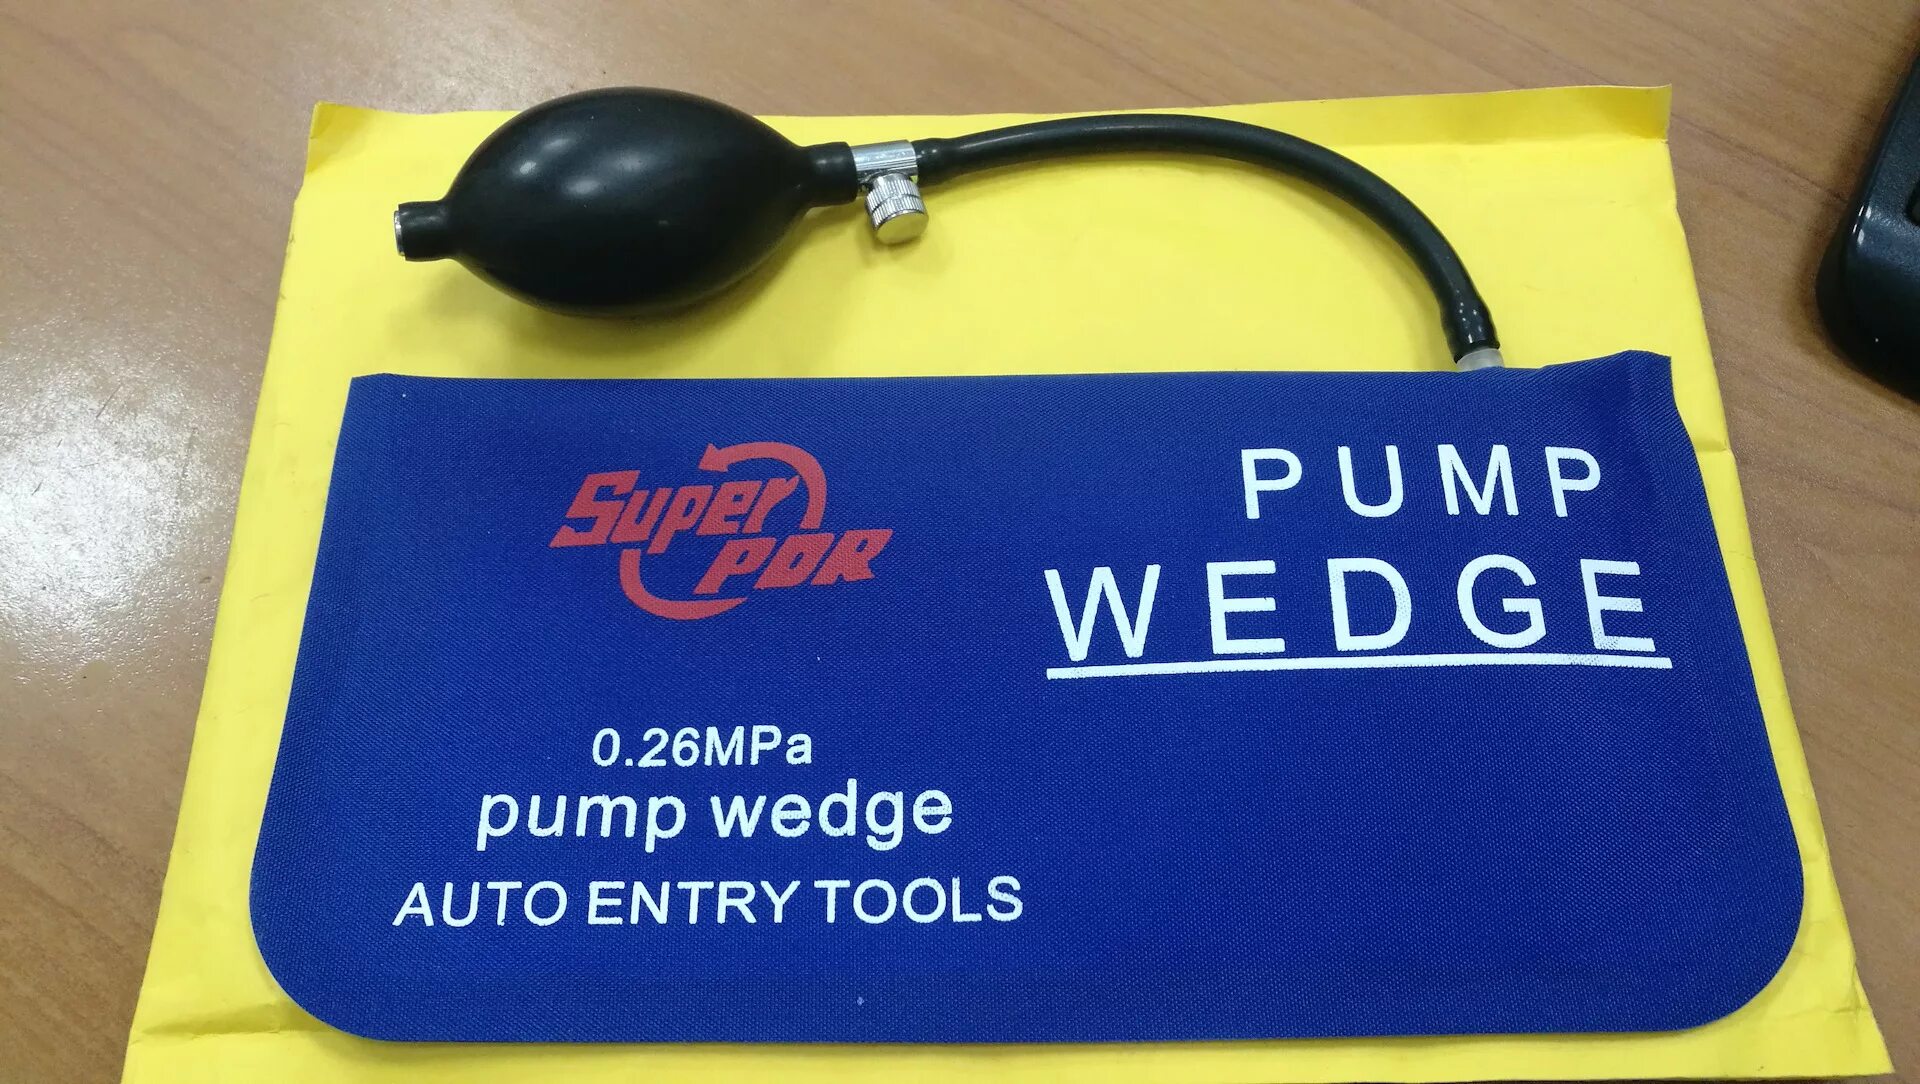 Super
PDR
PUMP
WEDGE
0.26MPa
pump wedge
AUTO ENTRY TOOLS